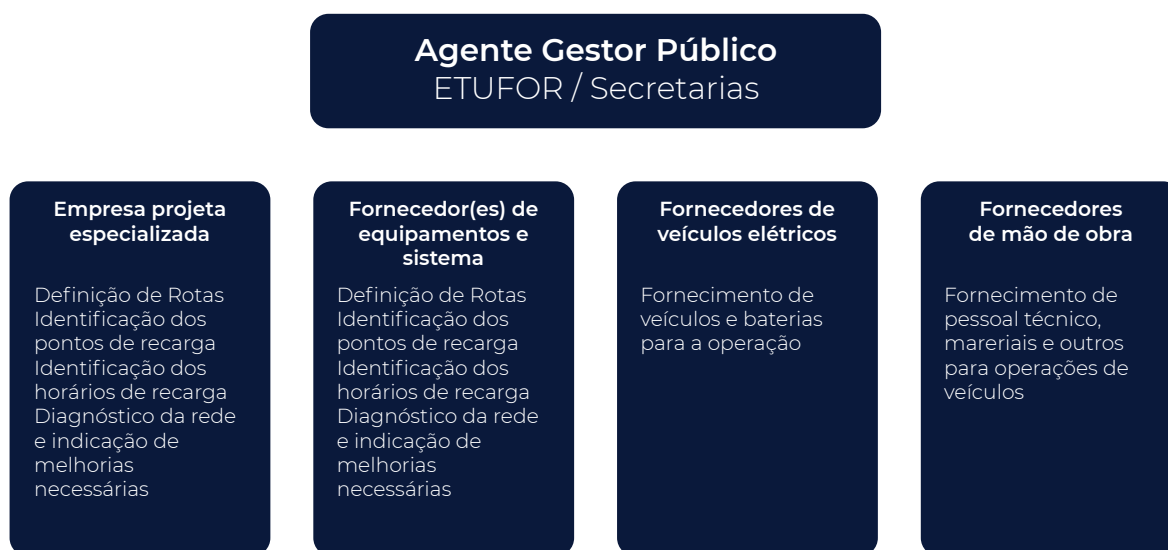 Agente Gestor Público
ETUFOR / Secretarias
Empresa projeta
especializada
Definição de Rotas
Identificação dos
pontos de recarga
Identificação dos
horários de recarga
Diagnóstico da rede
e indicação de
melhorias
necessárias
Fornecedor(es) de
equipamentos e
sistema
Definição de Rotas
Identificação dos
pontos de recarga
Identificação dos
horários de recarga
Diagnóstico da rede
e indicação de
melhorias
necessárias
Fornecedores de
veículos elétricos
Fornecimento de
veículos e baterias
para a operação
Fornecedores
de mão de obra
Fornecimento de
pessoal técnico,
mareriais e outros
para operações de
veículos